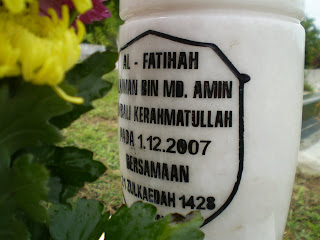 AL - FATIHAH
BIN MD. AMIN
KERAHMATULLAH
PADA 1.12.2007
BERSAMAAN
ZULKAEDAH 1428